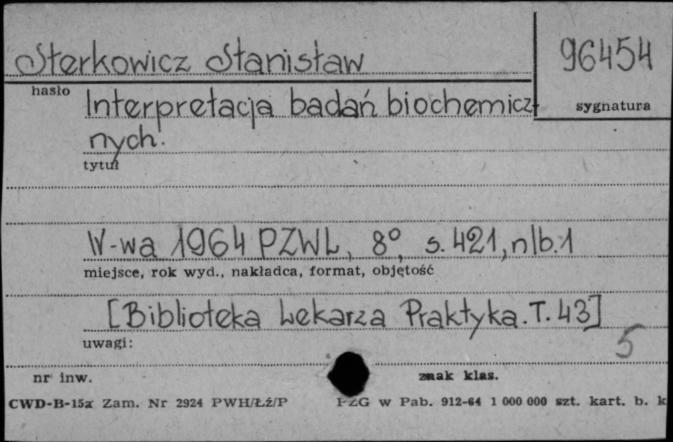 Sterkowicz Stanisław
96454
hasło
sygnatura
Interpretacja badań biochemicz-
nych.
tytuł
W-wa 1964 PZWL, 8°, s. 421, nlb. 1
miejsce, rok wyd., nakładca, format, objętość
[Biblioteka Lekarza Praktyka. T. 43]
uwagi:
5
nr inw.
znak klas.
CWD-B-15a Zam. Nr 2924 PWH/Łź/P
PZG w Pab. 912-64 1 000 000 szt. kart. b. k